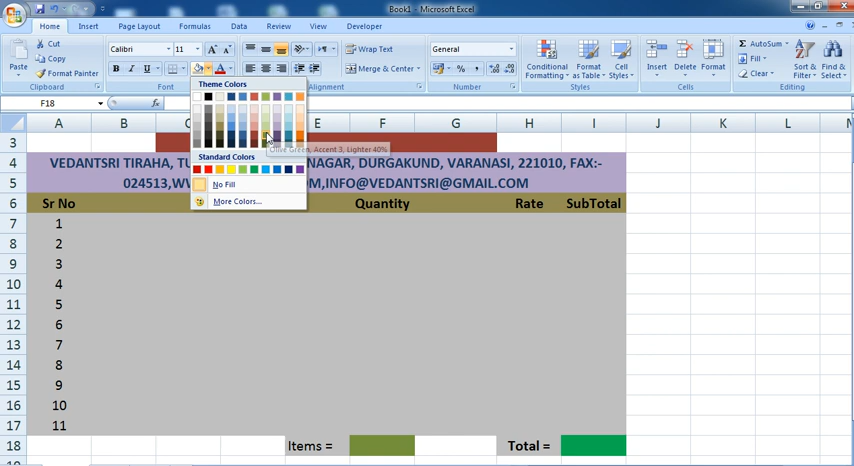 Book1 - Microsoft Excel
Home Insert Page Layout Formulas Data Review View Developer
Cut
Copy
Format Painter
Paste
Clipboard
Calibri 11
B I U
Font
Wrap Text
Merge & Center
General
$ % ,
Number
Conditional Formatting
Format as Table
Cell Styles
Styles
Insert Delete Format
Cells
Σ AutoSum
Fill
Clear
Sort & Filter
Find & Select
F18 fx
Theme Colors
Olive Green, Accent 3, Lighter 40%
Standard Colors
No Fill
More Colors...
A B C E F G H I J K L
3
4 VEDANTSRI TIRAHA, TU NAGAR, DURGAKUND, VARANASI, 221010, FAX:-
5 024513,W OM,INFO@VEDANTSRI@GMAIL.COM
6 Sr No Quantity Rate SubTotal
7 1
8 2
9 3
10 4
11 5
12 6
13 7
14 8
15 9
16 10
17 11
18 Items = Total =